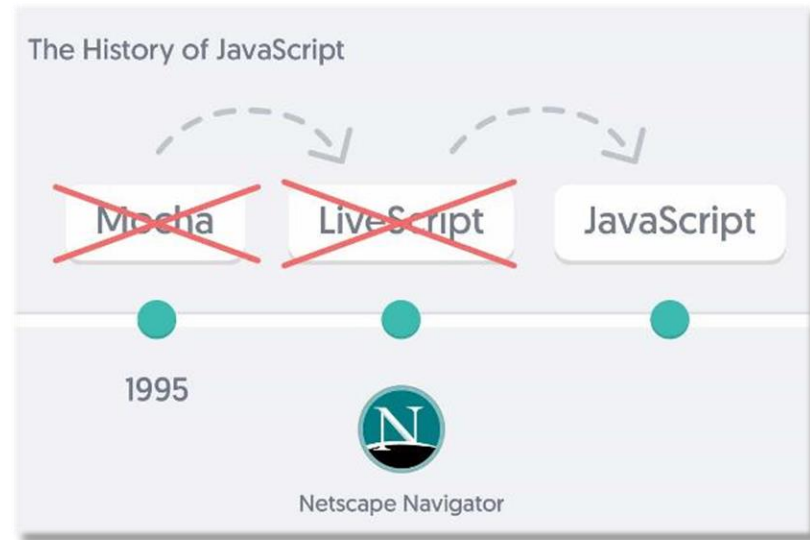 The History of JavaScript
Mocha LiveScript JavaScript
1995
N
Netscape Navigator